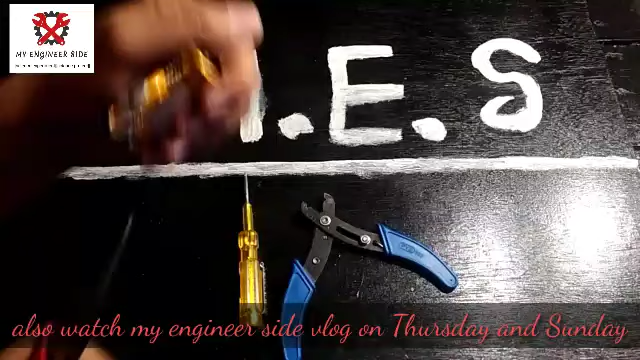 MY ENGINEER SIDE
.E.S
also watch my engineer side vlog on Thursday and Sunday